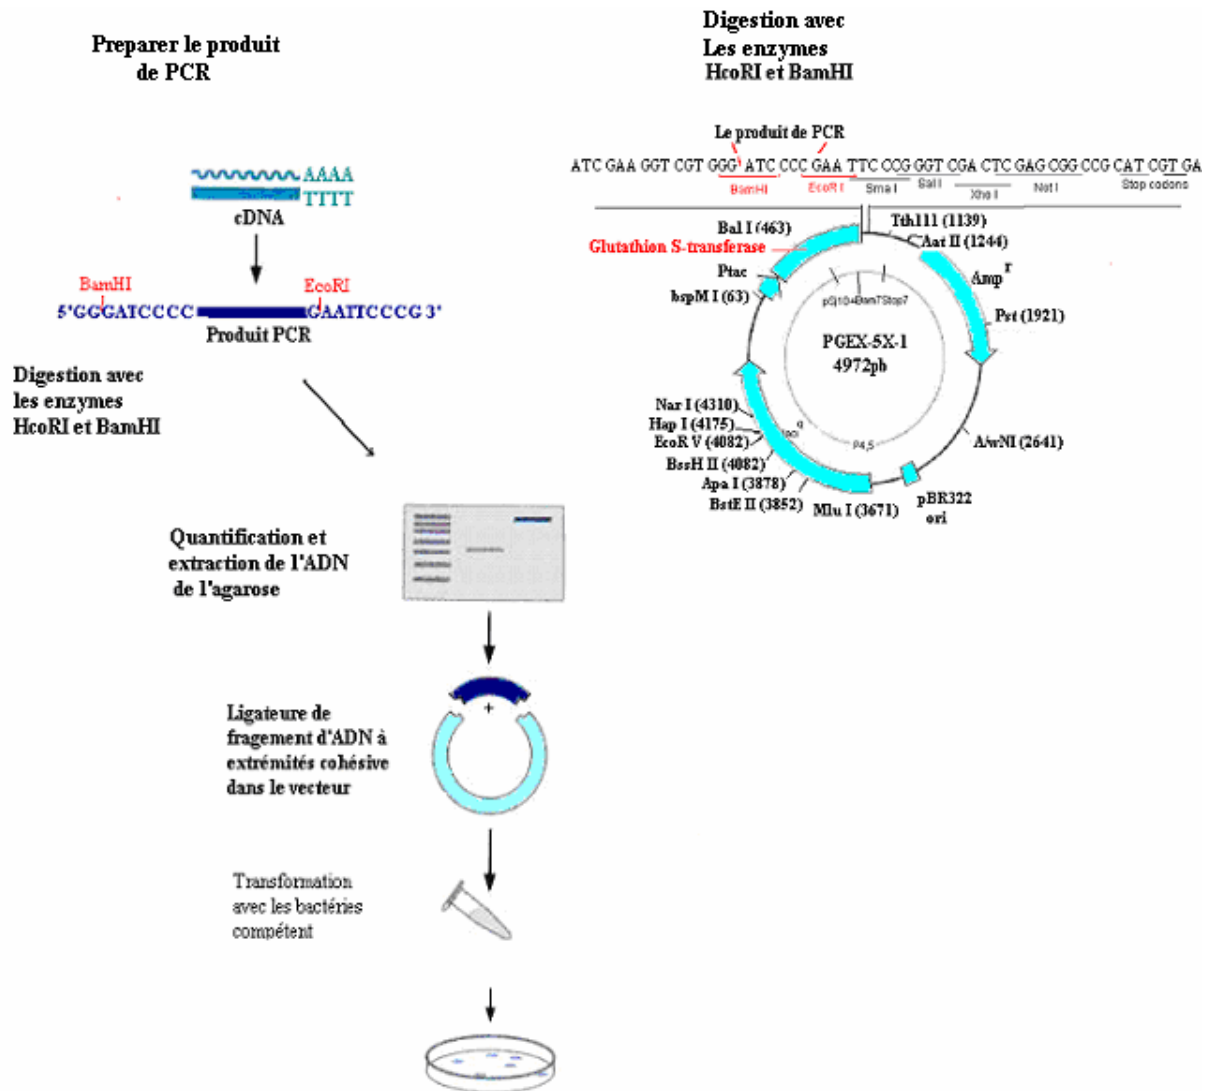 Preparer le produit
de PCR
AAAA
TTTT
cDNA
BamHI
EcoRI
5'GGGATCCCC
GAATTCCCG 3'
Produit PCR
Digestion avec
les enzymes
HcoRI et BamHI
Digestion avec
Les enzymes
HcoRI et BamHI
Le produit de PCR
ATC GAA GGT CGT GGG ATC CCC GAA TTC CCG GGT CGA CTC GAG CGG CCG CAT CGT GA
BamHI
EcoR I
Sma I
Sal I
Xho I
Not I
Stop codons
Bal I (463)
Tth111 (1139)
Aat II (1244)
Glutathion S-transferase
Ptac
Amp r
bspM I (63)
Pst (1921)
PGEX-5X-1
4972pb
Nar I (4310)
Hap I (4175)
EcoR V (4082)
BssH II (4082)
Apa I (3878)
BstE II (3852)
Mlu I (3671)
pBR322
ori
AlwNI (2641)
P4,5
Quantification et
extraction de l'ADN
de l'agarose
+
Ligateure de
fragement d'ADN à
extrémités cohésive
dans le vecteur
Transformation
avec les bactéries
compétent